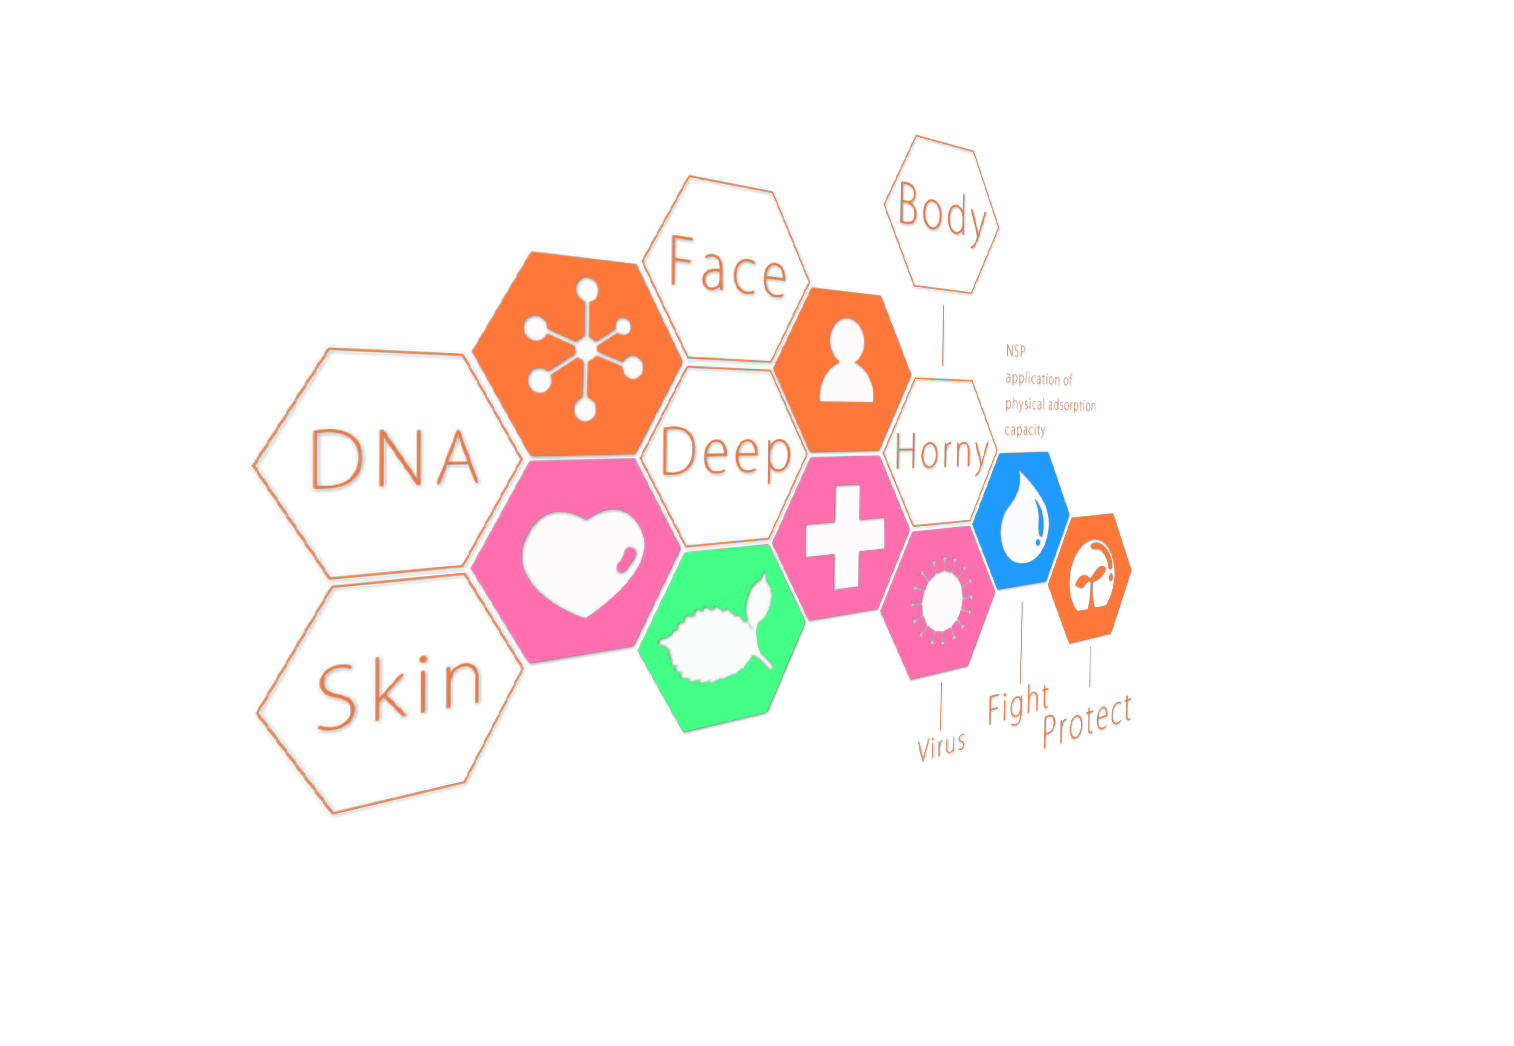 Body
Face
NSP
application of
physical adsorption
capacity
DNA
Deep
Horny
Skin
Fight
Protect
Virus